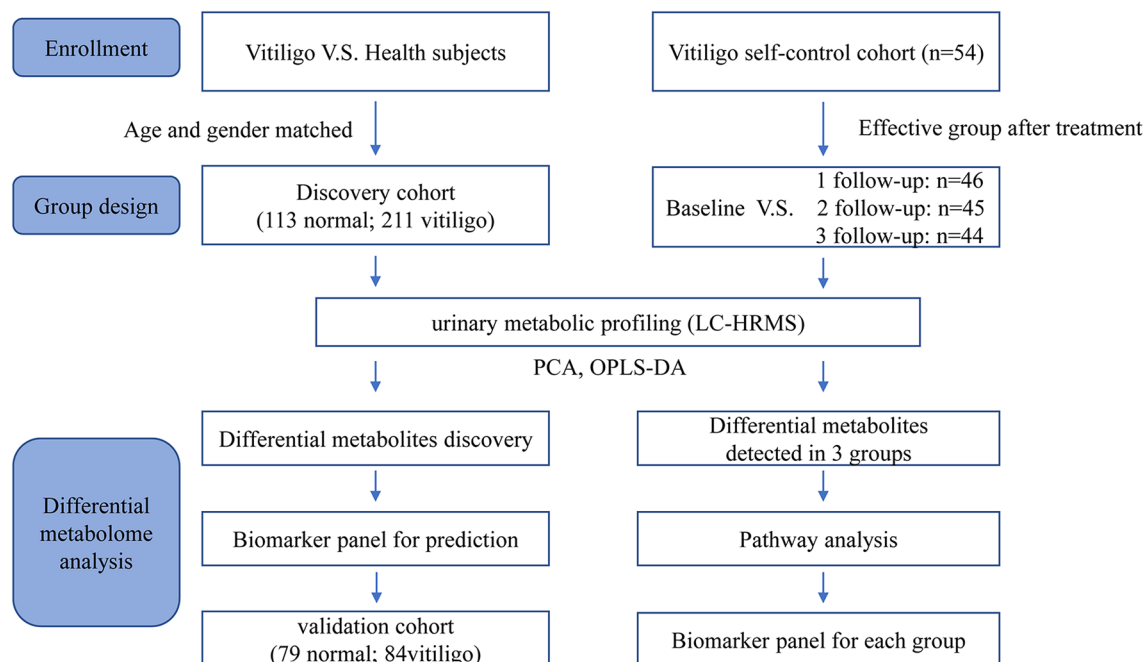 Enrollment
Vitiligo V.S. Health subjects
Vitiligo self-control cohort (n=54)
Age and gender matched
Effective group after treatment
Group design
Discovery cohort
(113 normal; 211 vitiligo)
Baseline V.S.
1 follow-up: n=46
2 follow-up: n=45
3 follow-up: n=44
urinary metabolic profiling (LC-HRMS)
PCA, OPLS-DA
Differential
metabolome
analysis
Differential metabolites discovery
Differential metabolites
detected in 3 groups
Biomarker panel for prediction
Pathway analysis
validation cohort
(79 normal; 84vitiligo)
Biomarker panel for each group